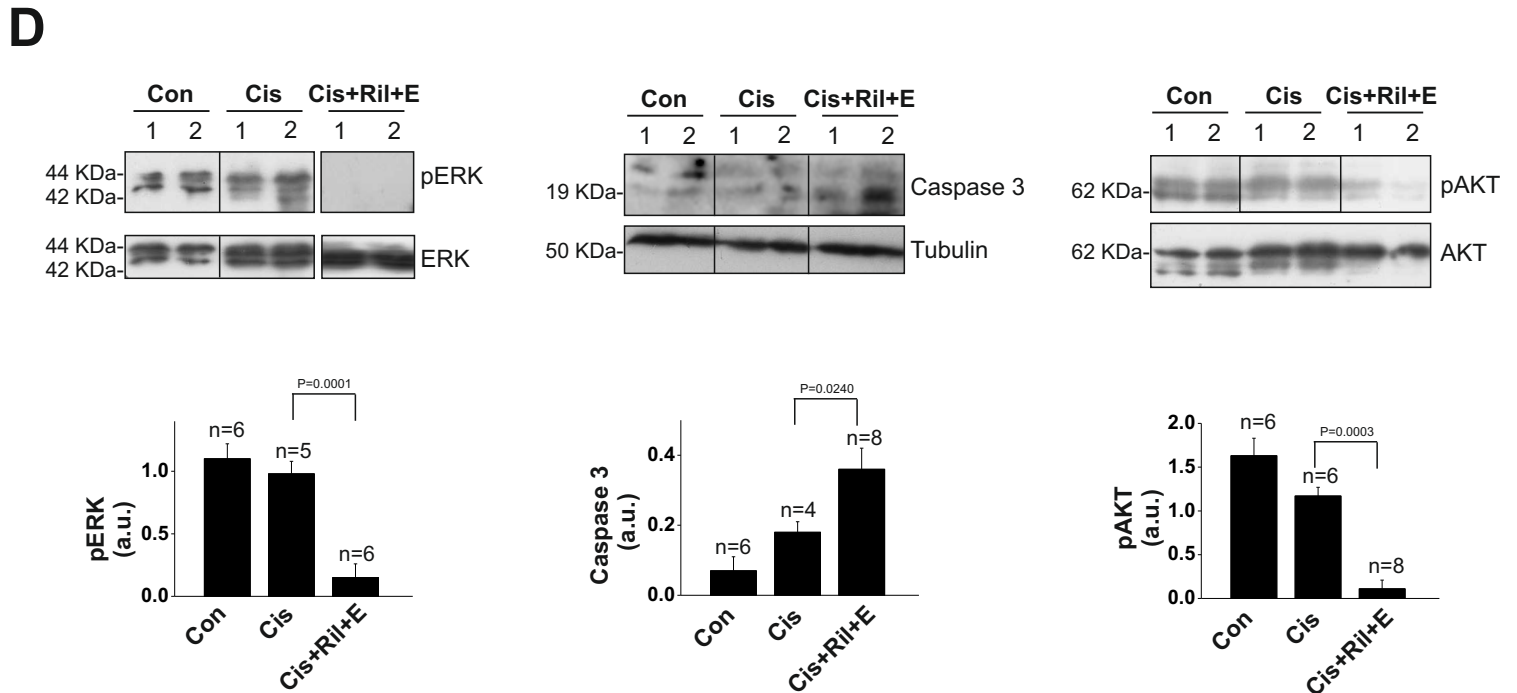 D
Con Cis Cis+Ril+E
1 2 1 2 1 2
44 KDa-
42 KDa-
pERK
44 KDa-
42 KDa-
ERK
Con Cis Cis+Ril+E
1 2 1 2 1 2
19 KDa-
Caspase 3
50 KDa-
Tubulin
Con Cis Cis+Ril+E
1 2 1 2 1 2
62 KDa-
pAKT
62 KDa-
AKT
P=0.0001
n=6
n=5
n=6
1.0
0.5
0.0
pERK
(a.u.)
Con
Cis
Cis+Ril+E
P=0.0240
n=6
n=4
n=8
0.4
0.2
0.0
Caspase 3
(a.u.)
Con
Cis
Cis+Ril+E
P=0.0003
n=6
n=6
n=8
2.0
1.5
1.0
0.5
0.0
pAKT
(a.u.)
Con
Cis
Cis+Ril+E